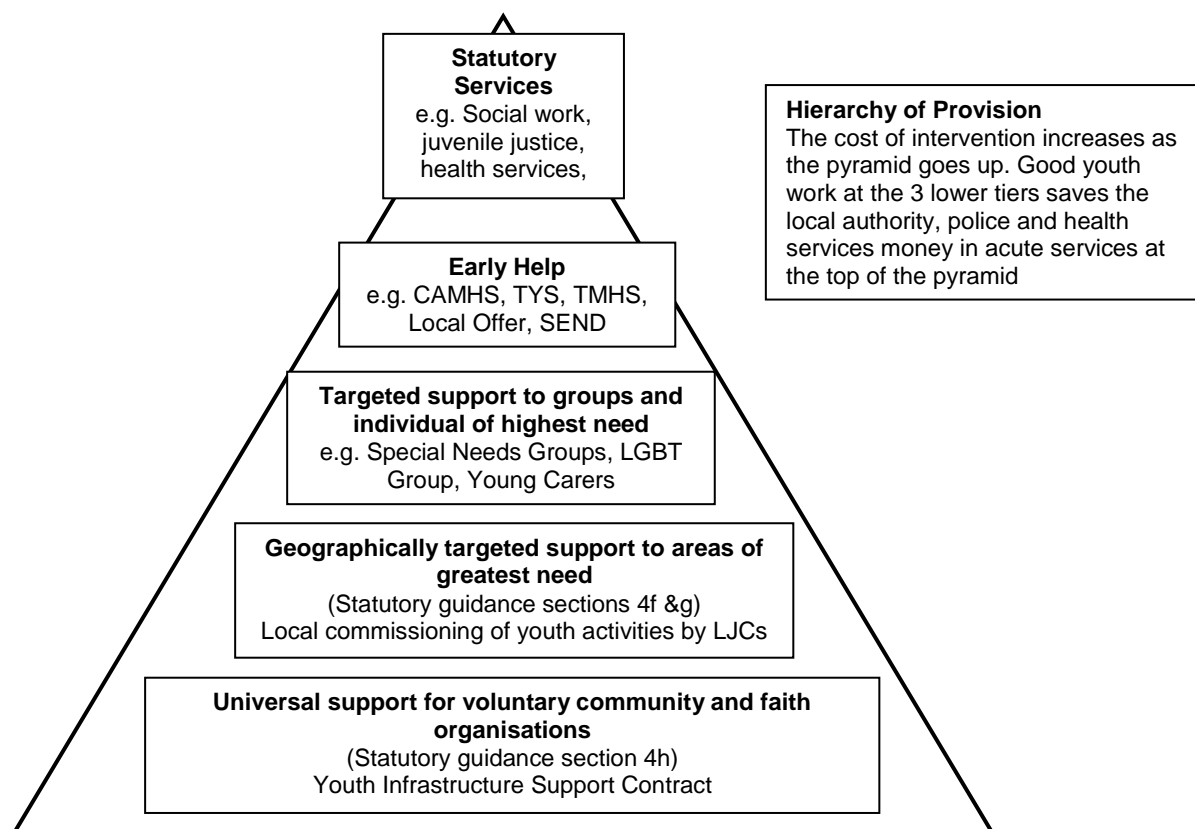 Statutory
Services
e.g. Social work,
juvenile justice,
health services,
Hierarchy of Provision
The cost of intervention increases as
the pyramid goes up. Good youth
work at the 3 lower tiers saves the
local authority, police and health
services money in acute services at
the top of the pyramid
Early Help
e.g. CAMHS, TYS, TMHS,
Local Offer, SEND
Targeted support to groups and
individual of highest need
e.g. Special Needs Groups, LGBT
Group, Young Carers
Geographically targeted support to areas of
greatest need
(Statutory guidance sections 4f &g)
Local commissioning of youth activities by LJCs
Universal support for voluntary community and faith
organisations
(Statutory guidance section 4h)
Youth Infrastructure Support Contract